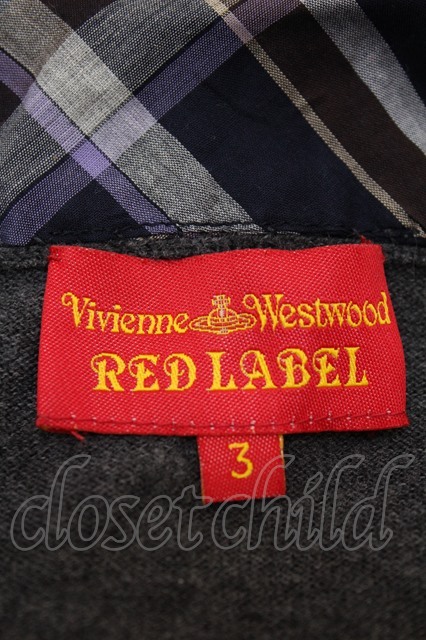 Vivienne Westwood
RED LABEL
3
closet child